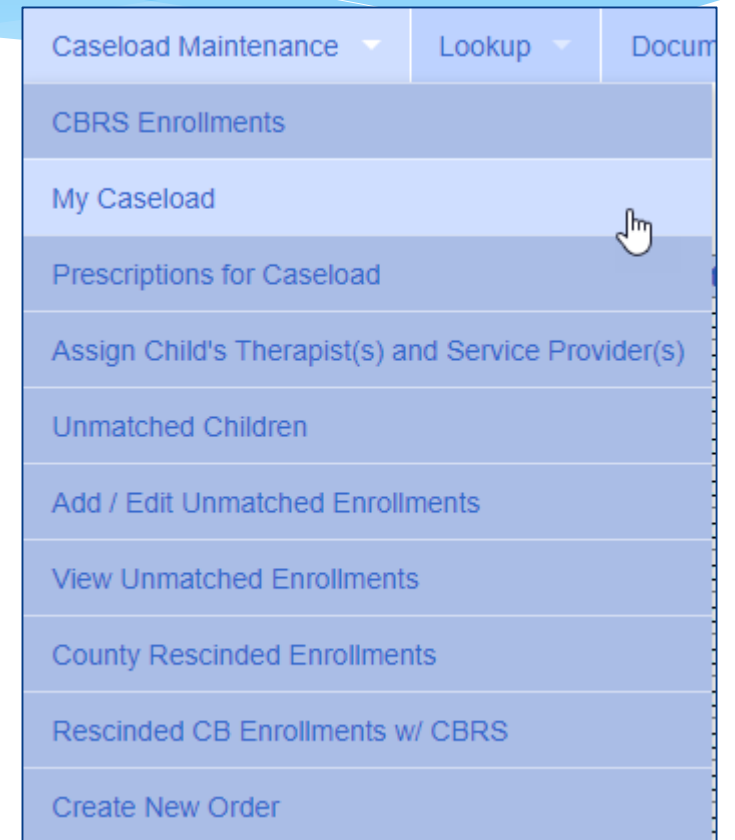 Caseload Maintenance Lookup Docum
CBRS Enrollments
My Caseload
Prescriptions for Caseload
Assign Child's Therapist(s) and Service Provider(s)
Unmatched Children
Add / Edit Unmatched Enrollments
View Unmatched Enrollments
County Rescinded Enrollments
Rescinded CB Enrollments w/ CBRS
Create New Order